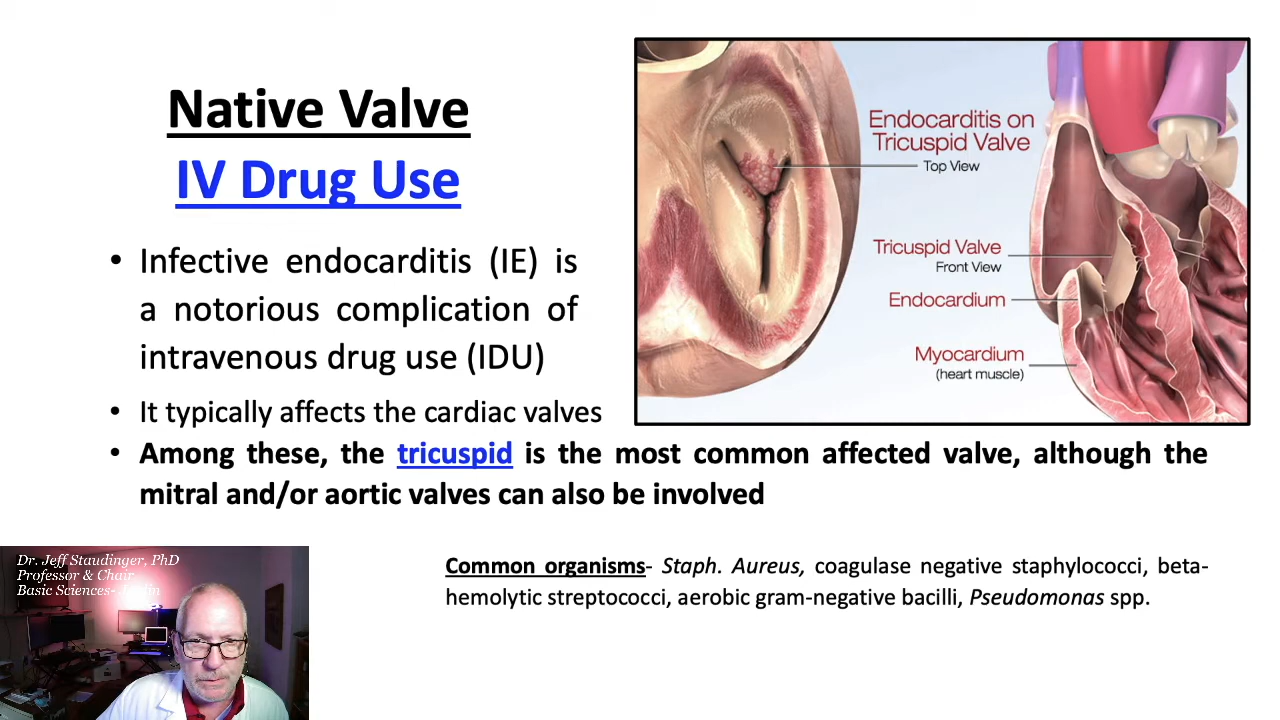 Native Valve
IV Drug Use
• Infective endocarditis (IE) is
a notorious complication of
intravenous drug use (IDU)
• It typically affects the cardiac valves
• Among these, the tricuspid is the most common affected valve, although the
mitral and/or aortic valves can also be involved
Endocarditis on
Tricuspid Valve
Top View
Tricuspid Valve
Front View
Endocardium
Myocardium
(heart muscle)
Common organisms- Staph. Aureus, coagulase negative staphylococci, beta-
hemolytic streptococci, aerobic gram-negative bacilli, Pseudomonas spp.
Dr. Jeff Staudinger, PhD
Professor & Chair
Basic Sciences-